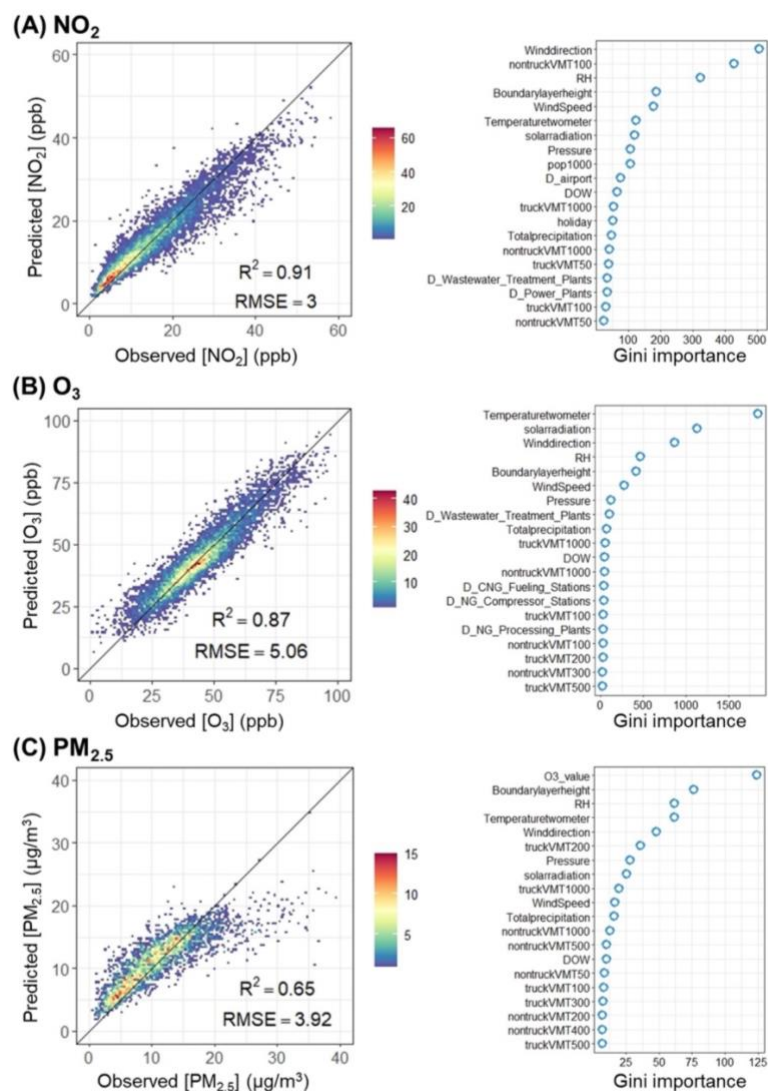 (A) NO₂
Predicted [NO₂] (ppb)
60
40
20
0
0 20 40 60
Observed [NO₂] (ppb)
R² = 0.91
RMSE = 3
60
40
20
Winddirection
nontruckVMT100
RH
Boundarylayerheight
WindSpeed
Temperaturetwometer
solarradiation
Pressure
pop1000
D_airport
DOW
truckVMT1000
holiday
Totalprecipitation
nontruckVMT1000
truckVMT50
D_Wastewater_Treatment_Plants
D_Power_Plants
truckVMT100
nontruckVMT50
100 200 300 400 500
Gini importance
(B) O₃
Predicted [O₃] (ppb)
100
75
50
25
0
0 25 50 75 100
Observed [O₃] (ppb)
R² = 0.87
RMSE = 5.06
40
30
20
10
Temperaturetwometer
solarradiation
Winddirection
RH
Boundarylayerheight
WindSpeed
Pressure
D_Wastewater_Treatment_Plants
Totalprecipitation
truckVMT1000
DOW
nontruckVMT1000
D_CNG_Fueling_Stations
D_NG_Compressor_Stations
truckVMT100
D_NG_Processing_Plants
nontruckVMT100
truckVMT200
nontruckVMT300
truckVMT500
0 500 1000 1500
Gini importance
(C) PM₂.₅
Predicted [PM₂.₅] (µg/m³)
40
30
20
10
0
0 10 20 30 40
Observed [PM₂.₅] (µg/m³)
R² = 0.65
RMSE = 3.92
15
10
5
O3_value
Boundarylayerheight
RH
Temperaturetwometer
Winddirection
truckVMT200
Pressure
solarradiation
truckVMT1000
WindSpeed
Totalprecipitation
nontruckVMT1000
nontruckVMT500
DOW
nontruckVMT50
truckVMT100
truckVMT300
nontruckVMT200
nontruckVMT400
truckVMT500
25 50 75 100 125
Gini importance